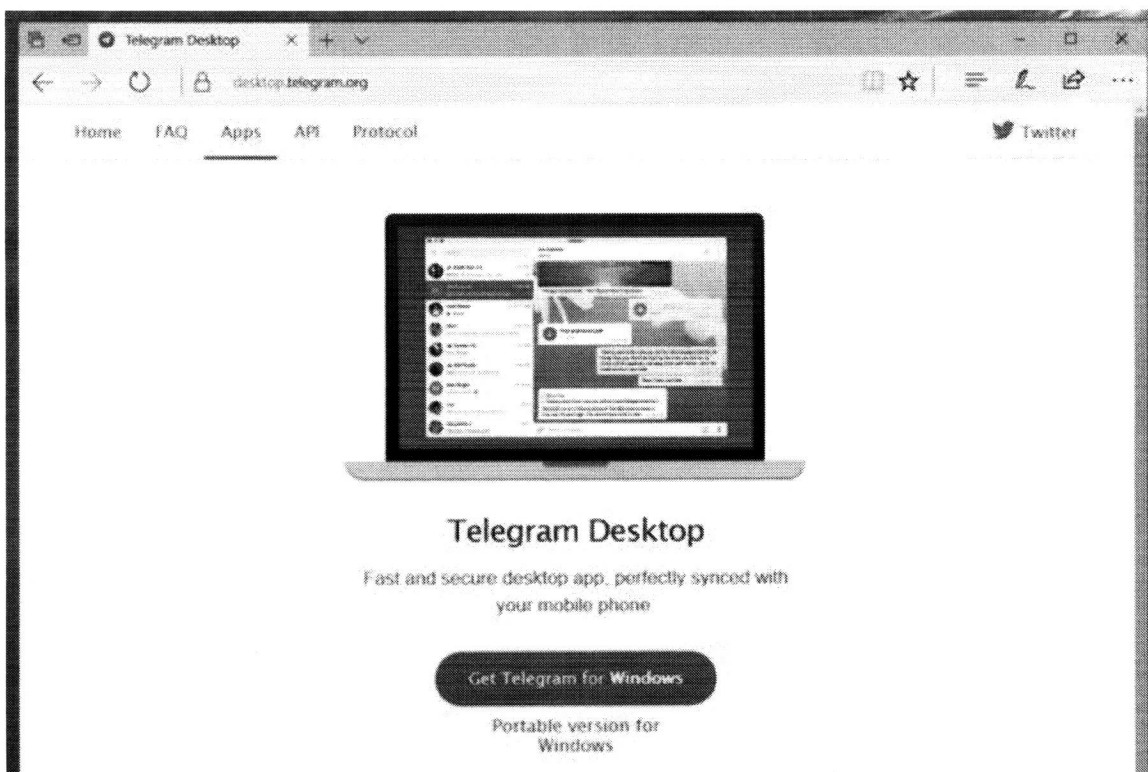 Telegram Desktop
desktop.telegram.org
Home FAQ Apps API Protocol Twitter
Telegram Desktop
Fast and secure desktop app, perfectly synced with
your mobile phone
Get Telegram for Windows
Portable version for
Windows